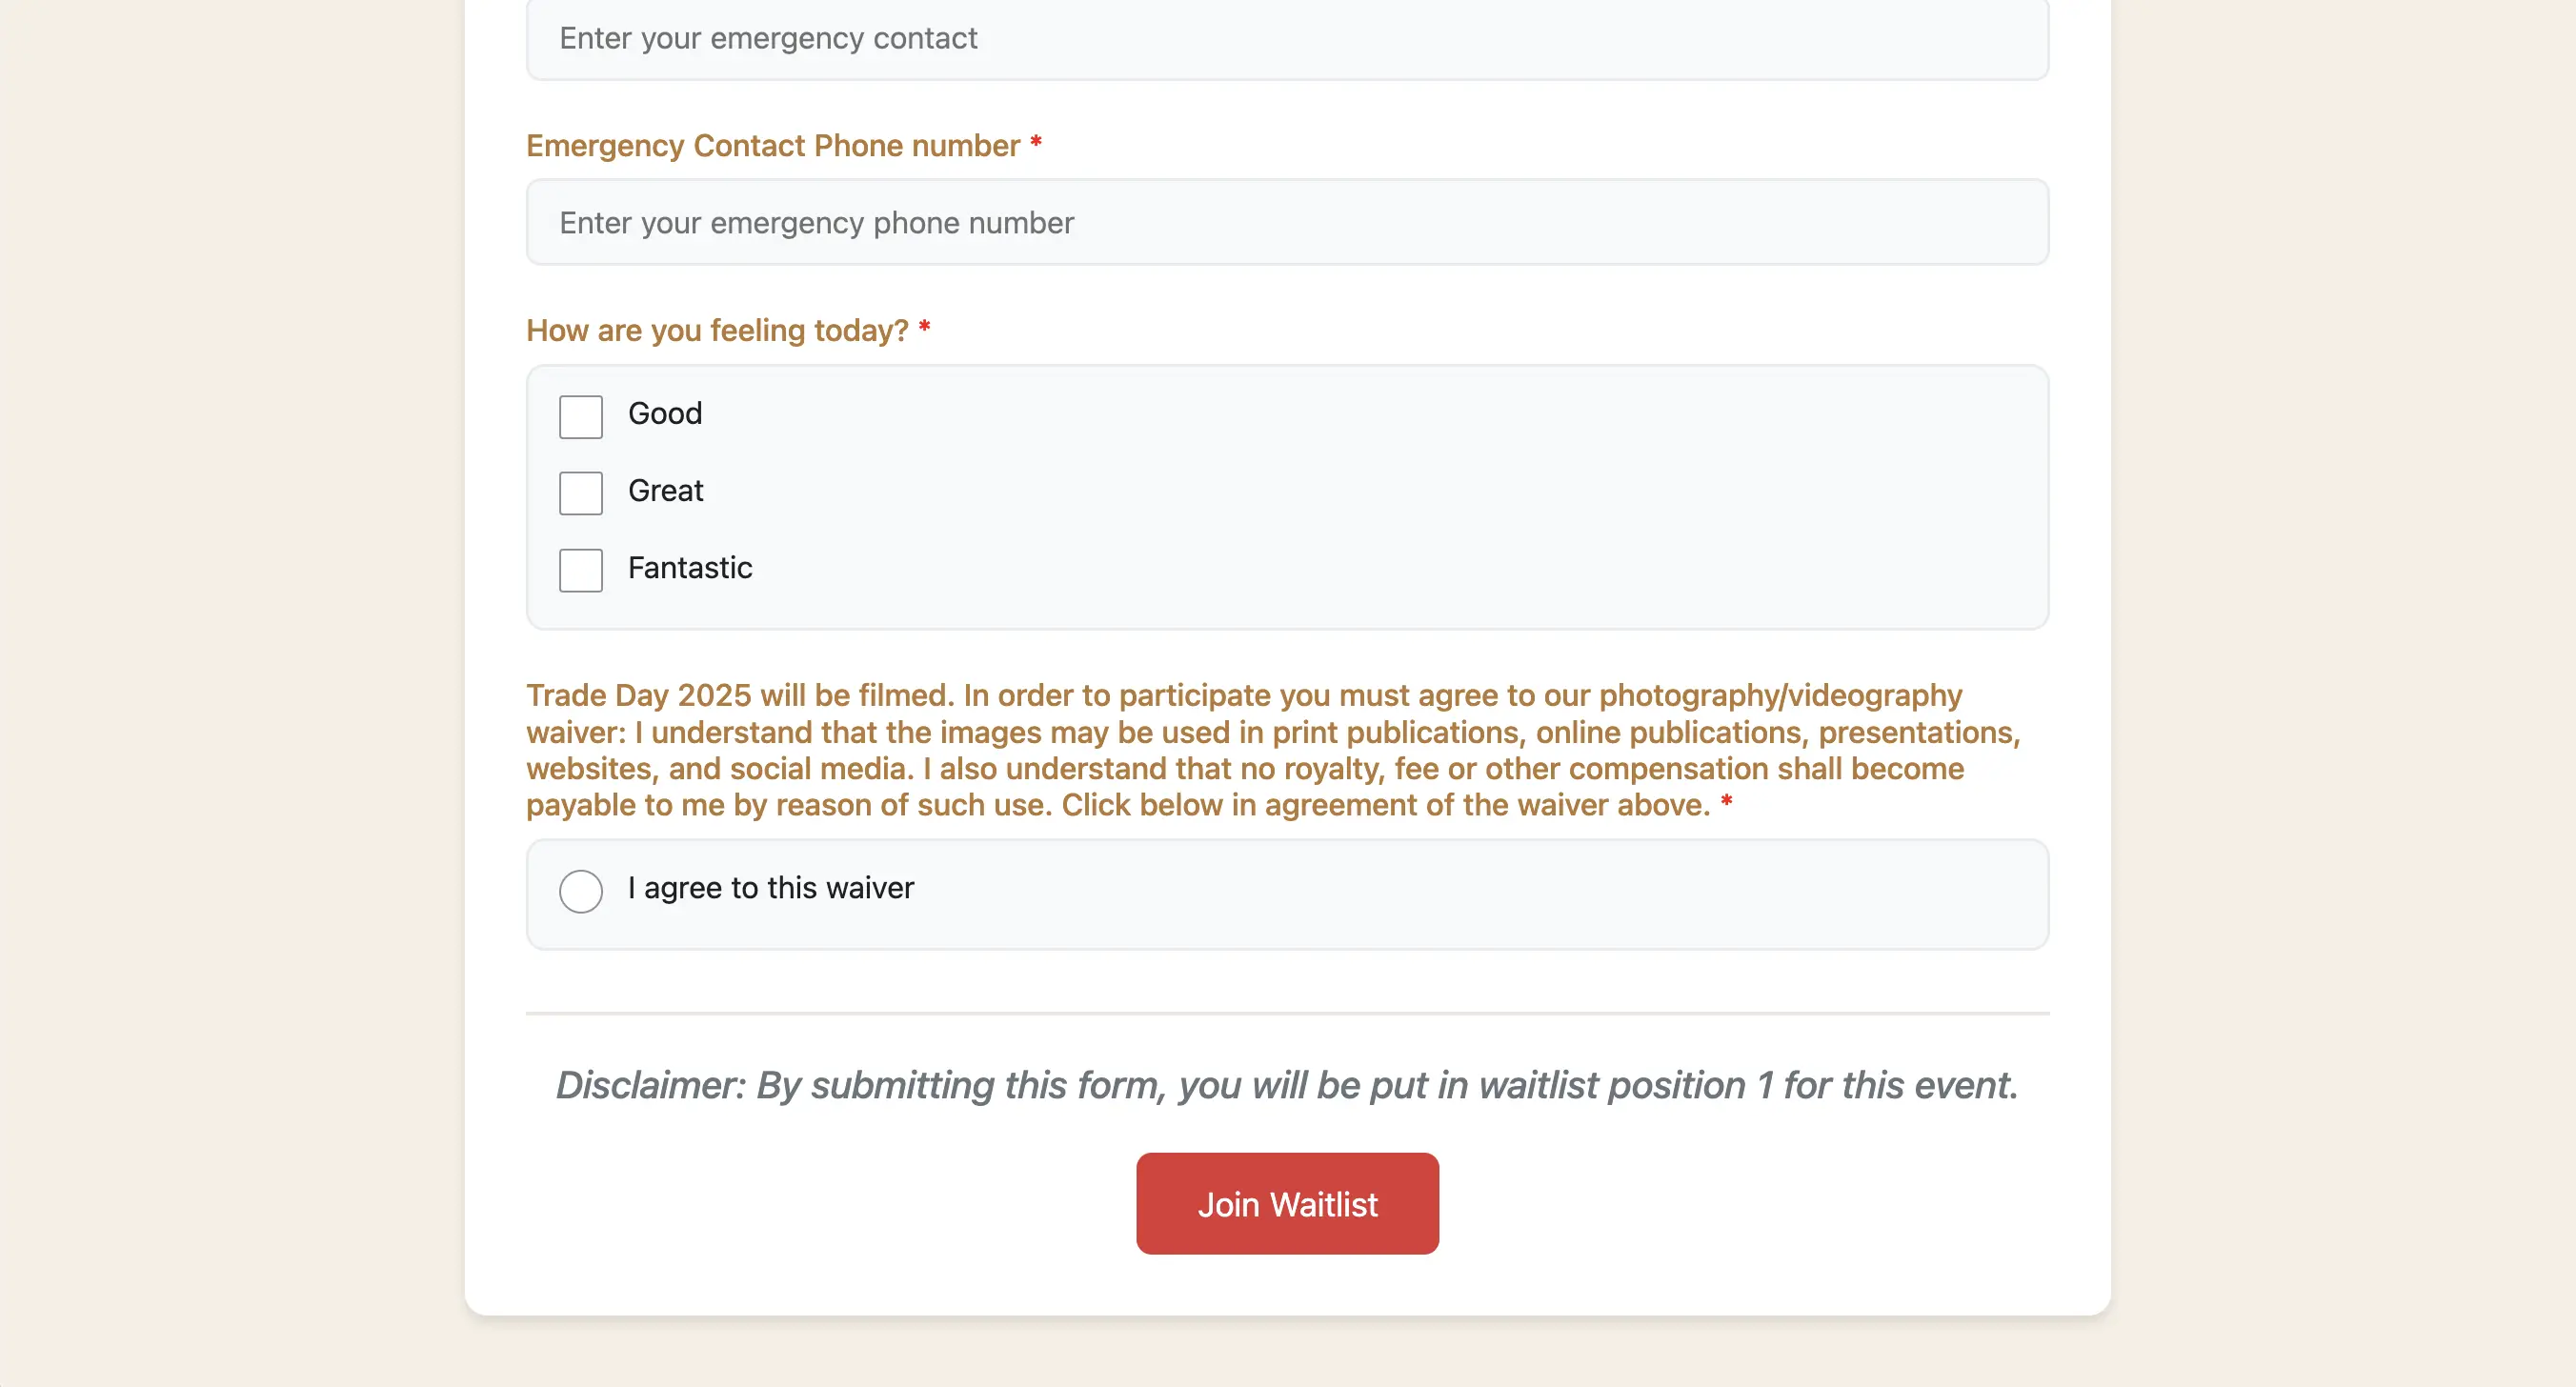 Enter your emergency contact
Emergency Contact Phone number *
Enter your emergency phone number
How are you feeling today? *
Good
Great
Fantastic
Trade Day 2025 will be filmed. In order to participate you must agree to our photography/videography
waiver: I understand that the images may be used in print publications, online publications, presentations,
websites, and social media. I also understand that no royalty, fee or other compensation shall become
payable to me by reason of such use. Click below in agreement of the waiver above. *
I agree to this waiver
Disclaimer: By submitting this form, you will be put in waitlist position 1 for this event.
Join Waitlist